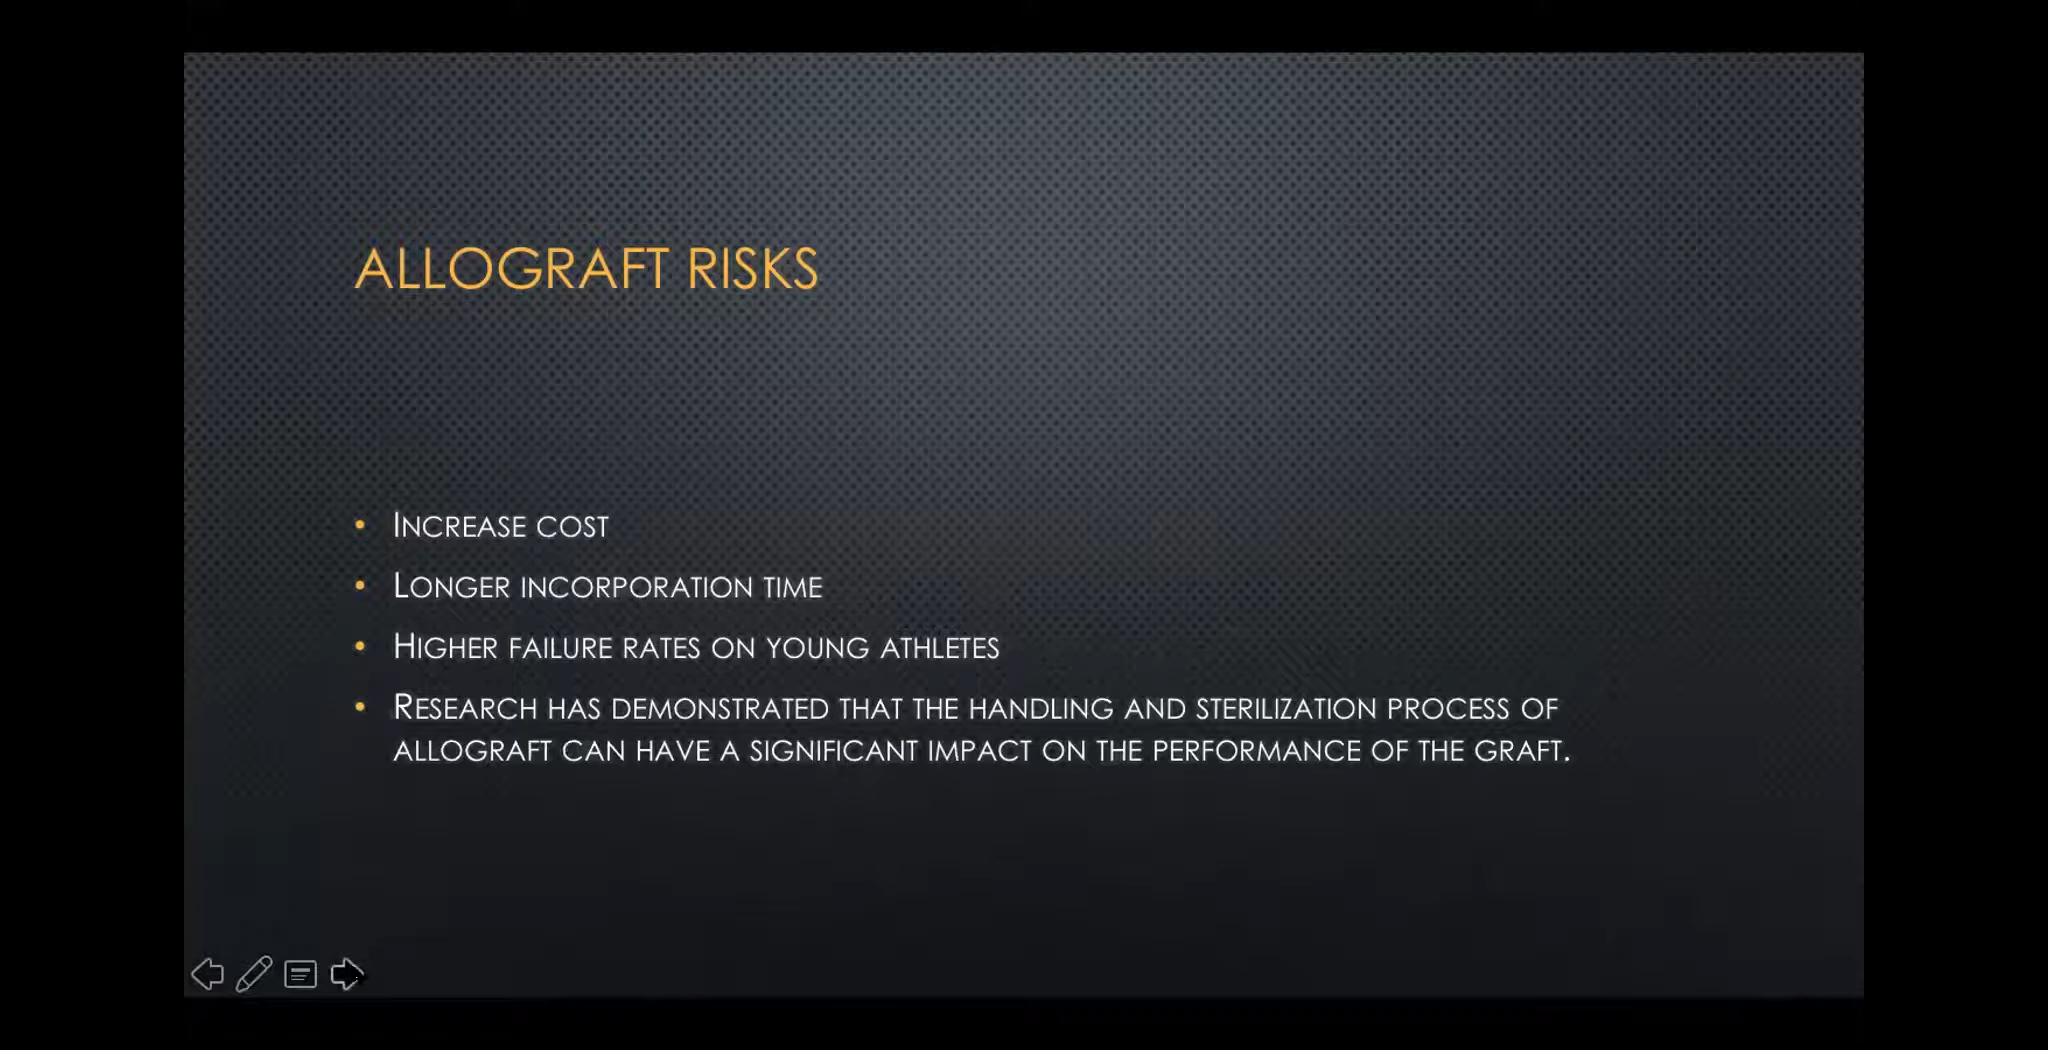 ALLOGRAFT RISKS
• INCREASE COST
• LONGER INCORPORATION TIME
• HIGHER FAILURE RATES ON YOUNG ATHLETES
• RESEARCH HAS DEMONSTRATED THAT THE HANDLING AND STERILIZATION PROCESS OF
ALLOGRAFT CAN HAVE A SIGNIFICANT IMPACT ON THE PERFORMANCE OF THE GRAFT.